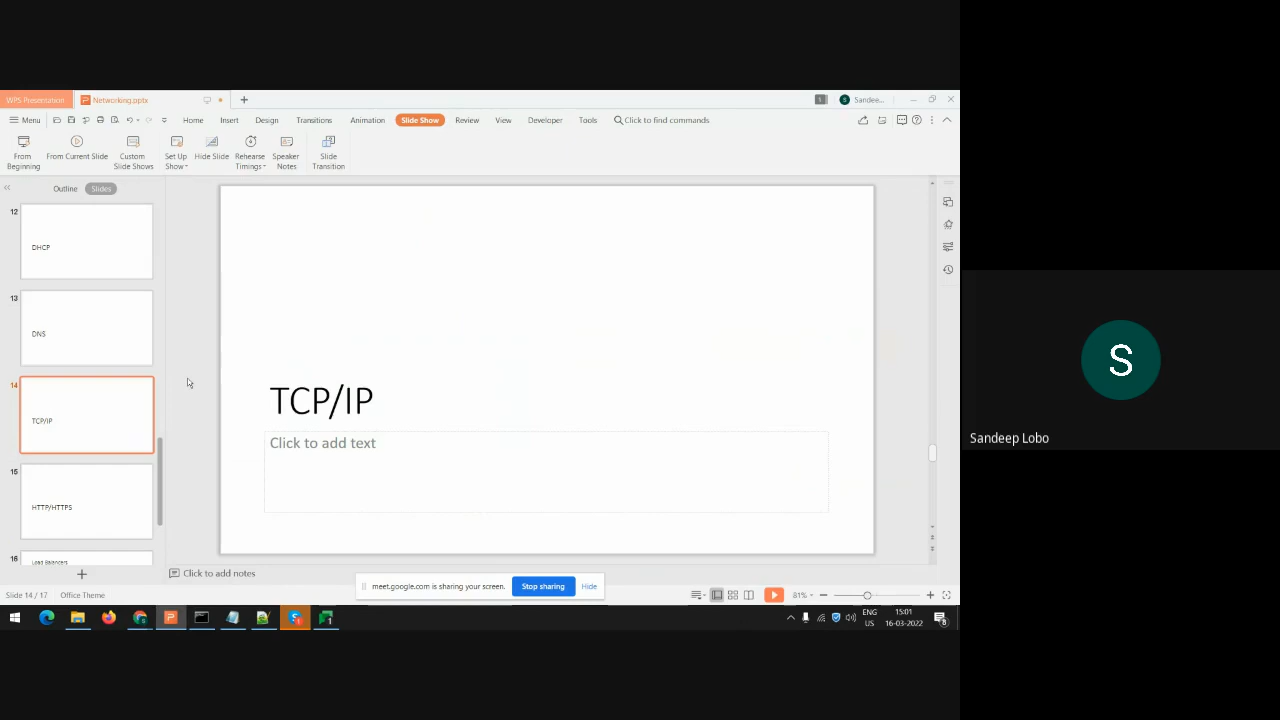 WPS Presentation
Networking.pptx
Sandee...
Menu
Home
Insert
Design
Transitions
Animation
Slide Show
Review
View
Developer
Tools
Click to find commands
From Beginning
From Current Slide
Custom Slide Shows
Set Up Show
Hide Slide
Rehearse Timings
Speaker Notes
Slide Transition
Outline
Slides
12
DHCP
13
DNS
14
TCP/IP
15
HTTP/HTTPS
16
Load Balancers
TCP/IP
Click to add text
Click to add notes
meet.google.com is sharing your screen.
Stop sharing
Hide
Slide 14 / 17
Office Theme
81%
ENG
US
15:01
16-03-2022
S
Sandeep Lobo